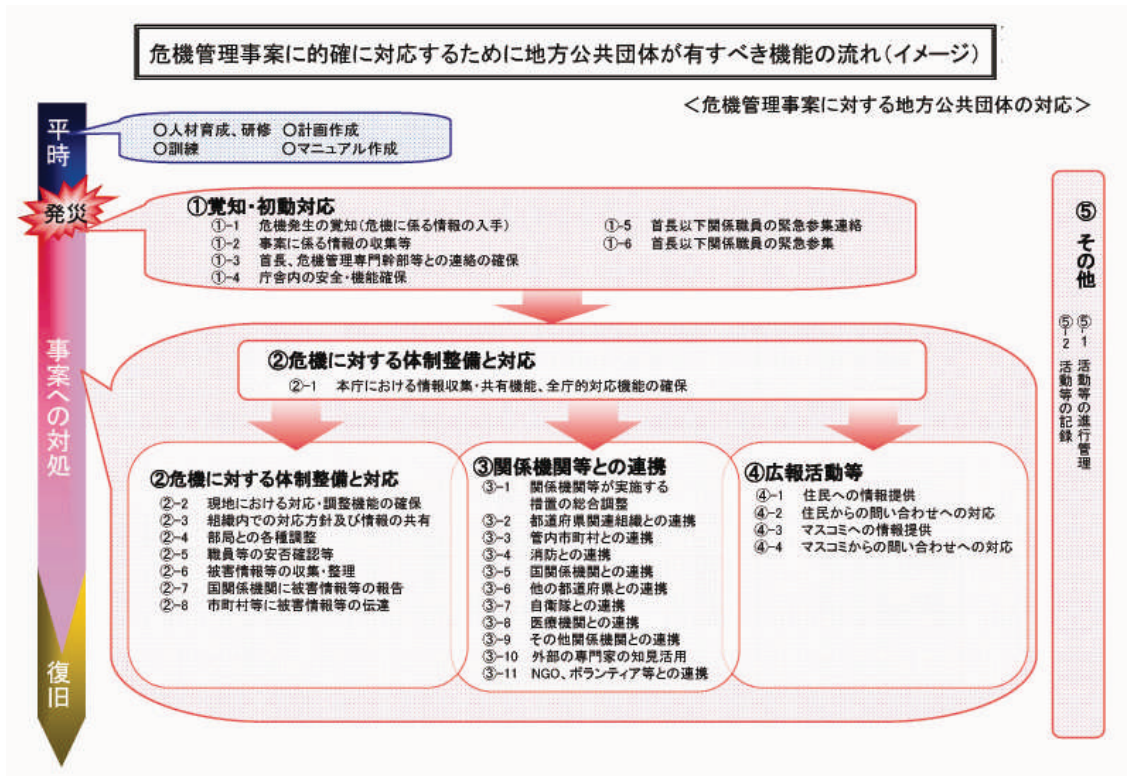 危機管理事案に的確に対応するために地方公共団体が有すべき機能の流れ(イメージ)
＜危機管理事案に対する地方公共団体の対応＞
平時
○人材育成、研修 ○計画作成
○訓練 ○マニュアル作成
発災
①覚知・初動対応
①-1 危機発生の覚知(危機に係る情報の入手)
①-2 事案に係る情報の収集等
①-3 首長、危機管理専門幹部等との連絡の確保
①-4 庁舎内の安全・機能確保
①-5 首長以下関係職員の緊急参集連絡
①-6 首長以下関係職員の緊急参集
事案への対処
②危機に対する体制整備と対応
②-1 本庁における情報収集・共有機能、全庁的対応機能の確保
②危機に対する体制整備と対応
②-2 現地における対応・調整機能の確保
②-3 組織内での対応方針及び情報の共有
②-4 部局との各種調整
②-5 職員等の安否確認等
②-6 被害情報等の収集・整理
②-7 国関係機関に被害情報等の報告
②-8 市町村等に被害情報等の伝達
③関係機関等との連携
③-1 関係機関等が実施する
措置の総合調整
③-2 都道府県関連組織との連携
③-3 管内市町村との連携
③-4 消防との連携
③-5 国関係機関との連携
③-6 他の都道府県との連携
③-7 自衛隊との連携
③-8 医療機関との連携
③-9 その他関係機関との連携
③-10 外部の専門家の知見活用
③-11 NGO、ボランティア等との連携
④広報活動等
④-1 住民への情報提供
④-2 住民からの問い合わせへの対応
④-3 マスコミへの情報提供
④-4 マスコミからの問い合わせへの対応
⑤ その他
⑤-1 活動等の進行管理
⑤-2 活動等の記録
復旧